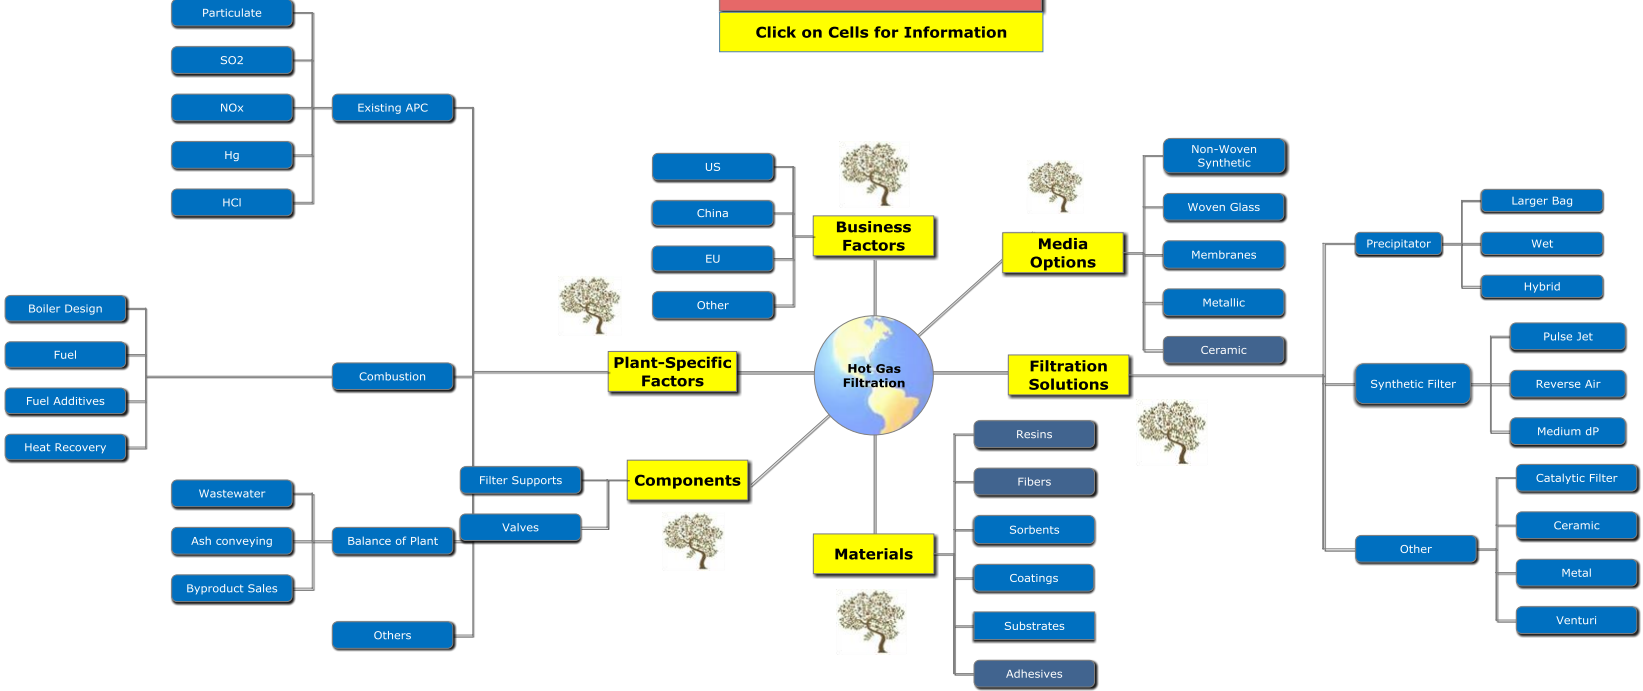 Click on Cells for Information
Particulate
SO2
NOx
Hg
HCl
Existing APC
Boiler Design
Fuel
Fuel Additives
Heat Recovery
Combustion
Wastewater
Ash conveying
Byproduct Sales
Balance of Plant
Others
Plant-Specific
Factors
US
China
EU
Other
Business
Factors
Filter Supports
Valves
Components
Hot Gas
Filtration
Media
Options
Non-Woven
Synthetic
Woven Glass
Membranes
Metallic
Ceramic
Filtration
Solutions
Precipitator
Larger Bag
Wet
Hybrid
Synthetic Filter
Pulse Jet
Reverse Air
Medium dP
Other
Catalytic Filter
Ceramic
Metal
Venturi
Materials
Resins
Fibers
Sorbents
Coatings
Substrates
Adhesives